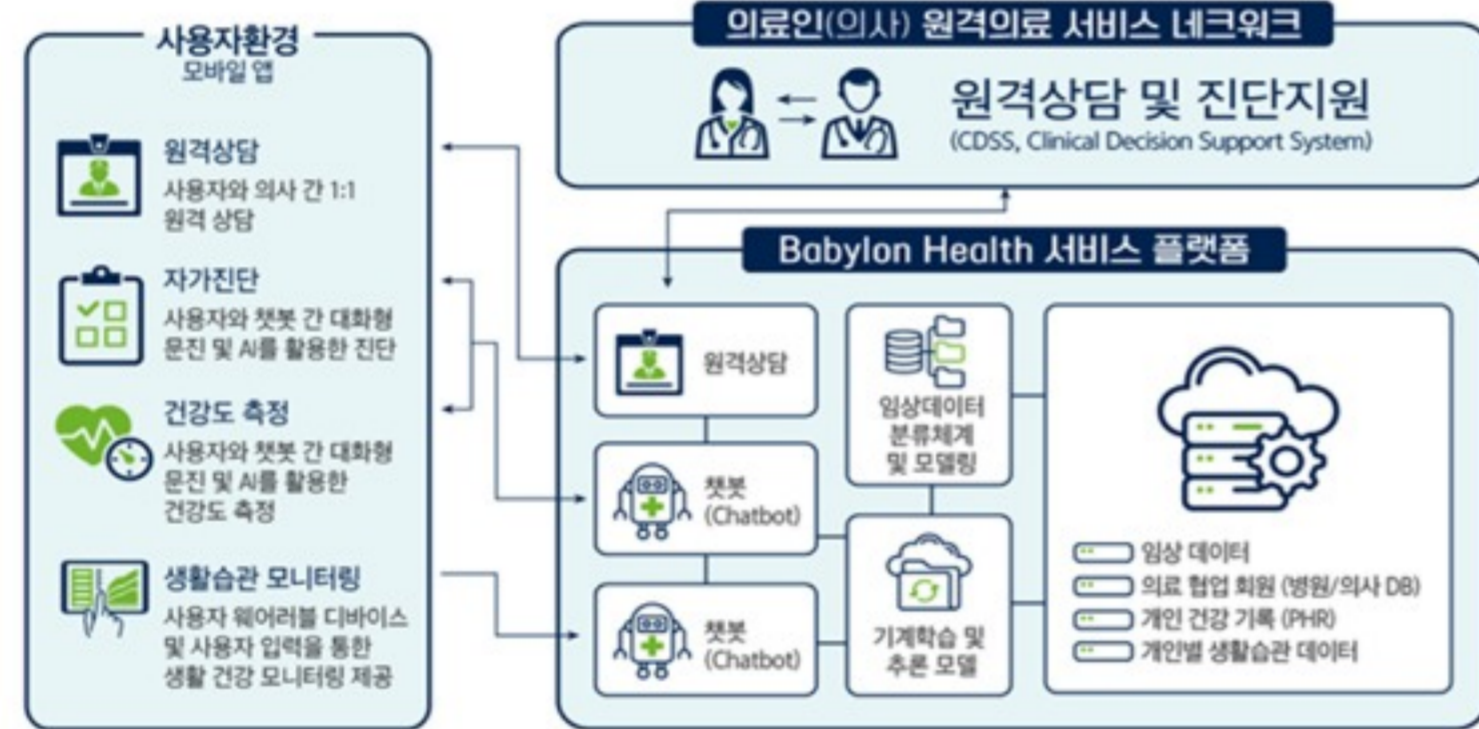 사용자환경
모바일 앱
원격상담
사용자와 의사 간 1:1
원격 상담
자가진단
사용자와 챗봇 간 대화형
문진 및 AI를 활용한 진단
건강도 측정
사용자와 챗봇 간 대화형
문진 및 AI를 활용한
건강도 측정
생활습관 모니터링
사용자 웨어러블 디바이스
및 사용자 입력을 통한
생활 건강 모니터링 제공
의료인(의사) 원격의료 서비스 네크워크
원격상담 및 진단지원
(CDSS, Clinical Decision Support System)
Babylon Health 서비스 플랫폼
원격상담
챗봇
(Chatbot)
챗봇
(Chatbot)
임상데이터
분류체계
및 모델링
기계학습 및
추론 모델
임상 데이터
의료 협업 회원 (병원/의사 DB)
개인 건강 기록 (PHR)
개인별 생활습관 데이터